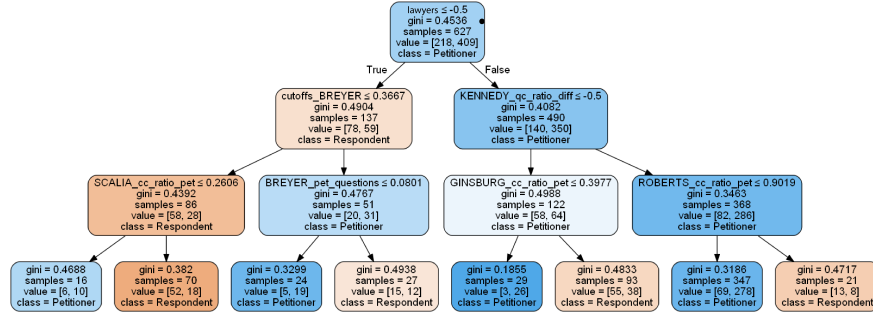 lawyers ≤ -0.5
gini = 0.4536
samples = 627
value = [218, 409]
class = Petitioner
True
False
cutoffs_BREYER ≤ 0.3667
gini = 0.4904
samples = 137
value = [78, 59]
class = Respondent
KENNEDY_qc_ratio_diff ≤ -0.5
gini = 0.4082
samples = 490
value = [140, 350]
class = Petitioner
SCALIA_cc_ratio_pet ≤ 0.2606
gini = 0.4392
samples = 86
value = [58, 28]
class = Respondent
BREYER_pet_questions ≤ 0.0801
gini = 0.4767
samples = 51
value = [20, 31]
class = Petitioner
GINSBURG_cc_ratio_pet ≤ 0.3977
gini = 0.4988
samples = 122
value = [58, 64]
class = Petitioner
ROBERTS_cc_ratio_pet ≤ 0.9019
gini = 0.3463
samples = 368
value = [82, 286]
class = Petitioner
gini = 0.4688
samples = 16
value = [6, 10]
class = Petitioner
gini = 0.382
samples = 70
value = [52, 18]
class = Respondent
gini = 0.3299
samples = 24
value = [5, 19]
class = Petitioner
gini = 0.4938
samples = 27
value = [15, 12]
class = Respondent
gini = 0.1855
samples = 29
value = [3, 26]
class = Petitioner
gini = 0.4833
samples = 93
value = [55, 38]
class = Respondent
gini = 0.3186
samples = 347
value = [69, 278]
class = Petitioner
gini = 0.4717
samples = 21
value = [13, 8]
class = Respondent